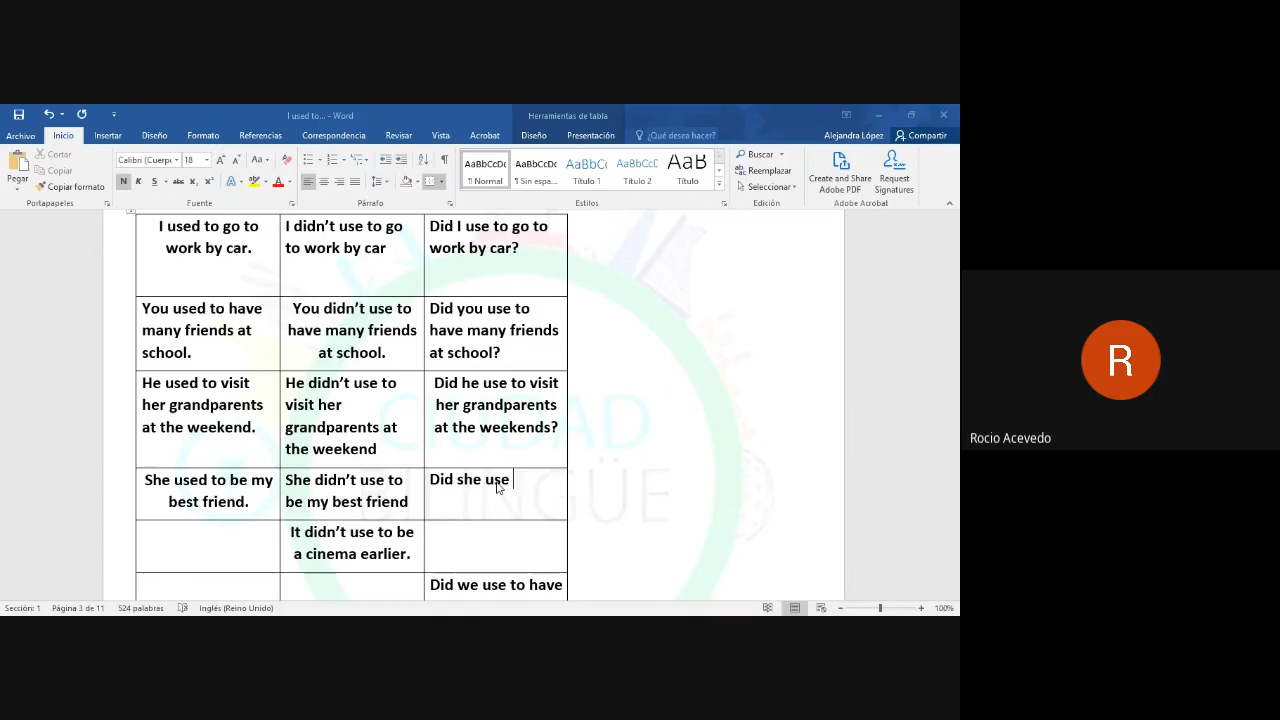 I used to... - Word
Herramientas de tabla
Archivo Inicio Insertar Diseño Formato Referencias Correspondencia Revisar Vista Acrobat Diseño Presentación ¿Qué desea hacer? Alejandra López Compartir
Pegar
Cortar
Copiar
Copiar formato
Portapapeles
Calibri (Cuerp 18
Fuente
Párrafo
AaBbCcDc AaBbCcDc AaBbC AaBbCcC AaB
¶ Normal ¶ Sin espa... Título 1 Título 2 Título
Estilos
Buscar
Reemplazar
Seleccionar
Edición
Create and Share
Adobe PDF
Request
Signatures
Adobe Acrobat
I used to go to
work by car.
I didn't use to go
to work by car
Did I use to go to
work by car?
You used to have
many friends at
school.
You didn't use to
have many friends
at school.
Did you use to
have many friends
at school?
He used to visit
her grandparents
at the weekend.
He didn't use to
visit her
grandparents at
the weekend
Did he use to visit
her grandparents
at the weekends?
She used to be my
best friend.
She didn't use to
be my best friend
Did she use
It didn't use to be
a cinema earlier.
Did we use to have
CIUDAD
BILINGÜE
Sección: 1 Página 3 de 11 524 palabras Inglés (Reino Unido) 100%
R
Rocio Acevedo